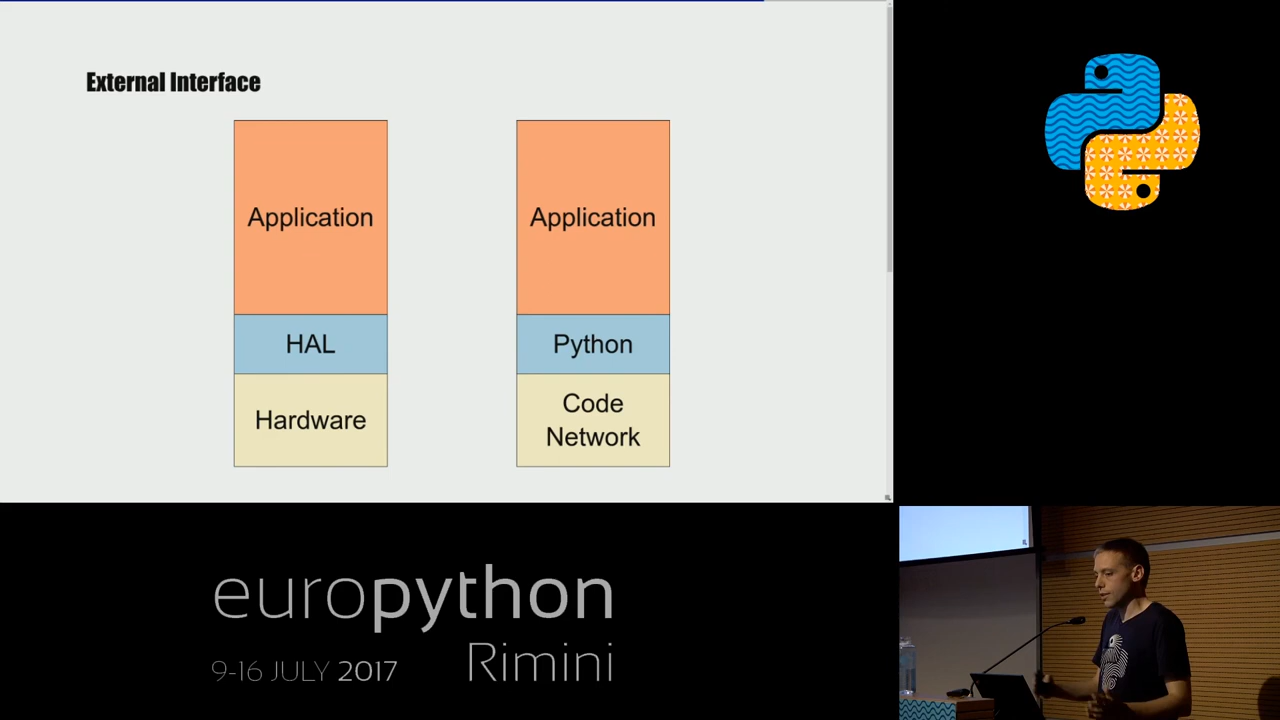 External Interface
Application
HAL
Hardware
Application
Python
Code
Network
europython
Rimini
9-16 JULY 2017